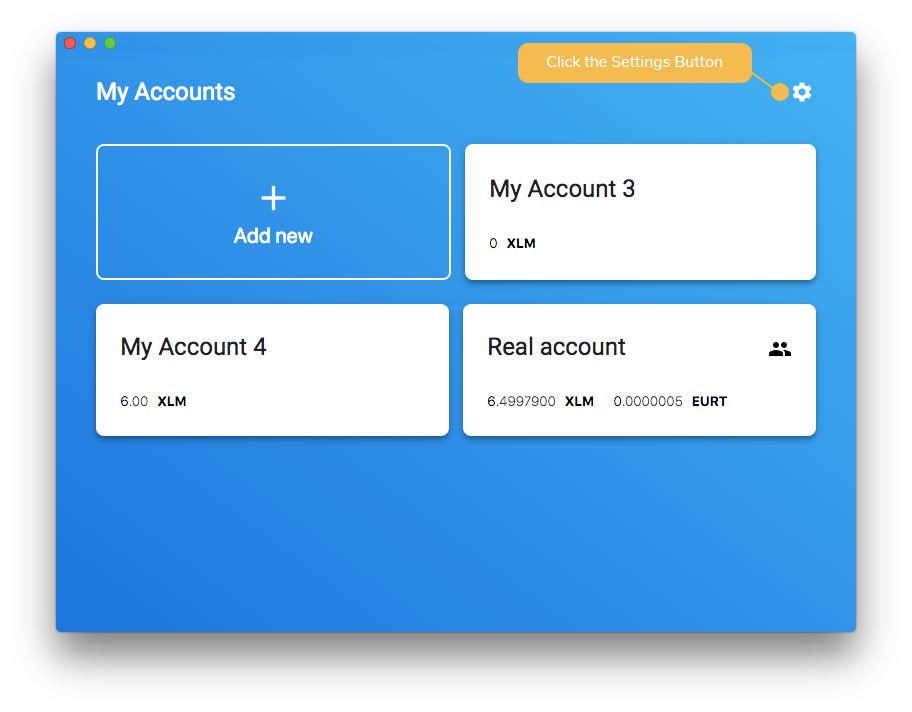 Click the Settings Button
My Accounts
Add new
My Account 3
0 XLM
My Account 4
6.00 XLM
Real account
6.4997900 XLM 0.0000005 EURT